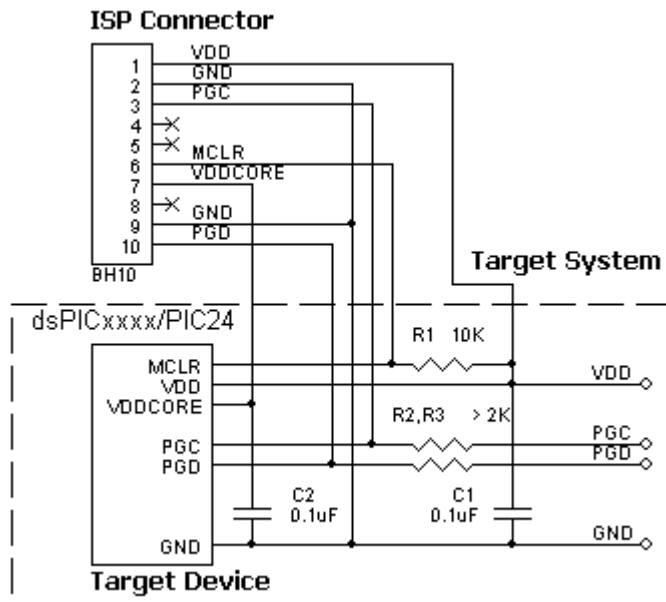 ISP Connector
1 VDD
2 GND
3 PGC
4
5
6 MCLR
7 VDDCORE
8
9 GND
10 PGD
BH10
Target System
dsPICxxxx/PIC24
R1 10K
MCLR
VDD
VDD
VDDCORE
R2,R3 > 2K
PGC
PGC
PGD
PGD
C2
0.1uF
C1
0.1uF
GND
GND
Target Device